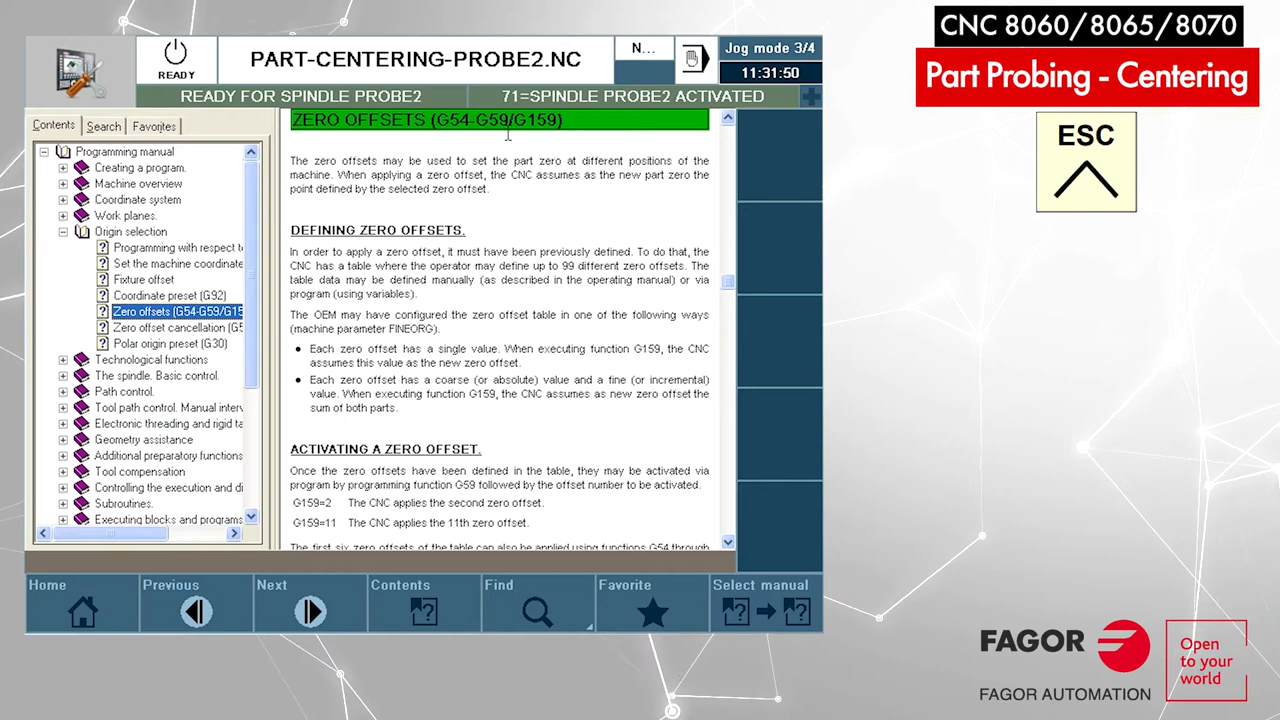 CNC 8060/8065/8070
Part Probing - Centering
ESC
READY
PART-CENTERING-PROBE2.NC
N...
Jog mode 3/4
11:31:50
READY FOR SPINDLE PROBE2
71=SPINDLE PROBE2 ACTIVATED
Contents
Search
Favorites
Programming manual
Creating a program.
Machine overview
Coordinate system
Work planes.
Origin selection
Programming with respect t
Set the machine coordinate
Fixture offset
Coordinate preset (G92)
Zero offsets (G54-G59/G15
Zero offset cancellation (G5
Polar origin preset (G30)
Technological functions
The spindle. Basic control.
Path control.
Tool path control. Manual interv
Electronic threading and rigid ta
Geometry assistance
Additional preparatory functions
Tool compensation
Controlling the execution and di
Subroutines.
Executing blocks and programs
ZERO OFFSETS (G54-G59/G159)
The zero offsets may be used to set the part zero at different positions of the
machine. When applying a zero offset, the CNC assumes as the new part zero the
point defined by the selected zero offset.
DEFINING ZERO OFFSETS.
In order to apply a zero offset, it must have been previously defined. To do that, the
CNC has a table where the operator may define up to 99 different zero offsets. The
table data may be defined manually (as described in the operating manual) or via
program (using variables).
The OEM may have configured the zero offset table in one of the following ways
(machine parameter FINEORG).
• Each zero offset has a single value. When executing function G159, the CNC
assumes this value as the new zero offset.
• Each zero offset has a coarse (or absolute) value and a fine (or incremental)
value. When executing function G159, the CNC assumes as new zero offset the
sum of both parts.
ACTIVATING A ZERO OFFSET.
Once the zero offsets have been defined in the table, they may be activated via
program by programming function G59 followed by the offset number to be activated.
G159=2 The CNC applies the second zero offset.
G159=11 The CNC applies the 11th zero offset.
The first six zero offsets of the table can also be applied using functions G54 through
Home
Previous
Next
Contents
Find
Favorite
Select manual
FAGOR
FAGOR AUTOMATION
Open
to your
world